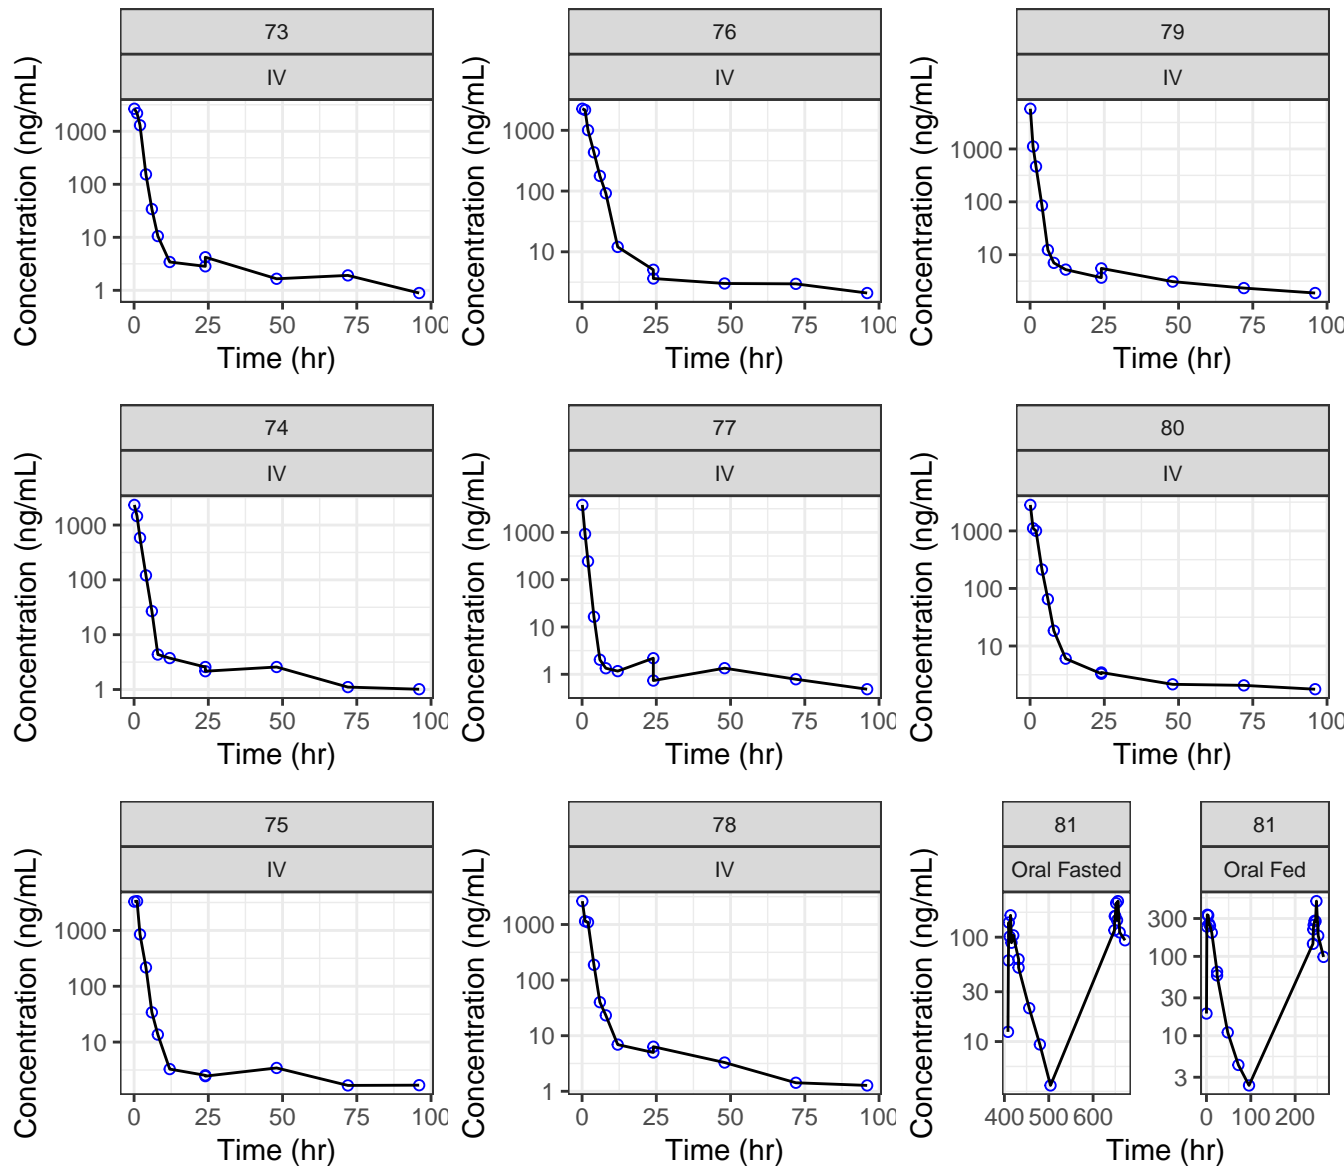 73
IV
Concentration (ng/mL)
1000
100
10
1
0 25 50 75 100
Time (hr)
76
IV
Concentration (ng/mL)
1000
100
10
0 25 50 75 100
Time (hr)
79
IV
Concentration (ng/mL)
1000
100
10
0 25 50 75 100
Time (hr)
74
IV
Concentration (ng/mL)
1000
100
10
1
0 25 50 75 100
Time (hr)
77
IV
Concentration (ng/mL)
1000
100
10
1
0 25 50 75 100
Time (hr)
80
IV
Concentration (ng/mL)
1000
100
10
0 25 50 75 100
Time (hr)
75
IV
Concentration (ng/mL)
1000
100
10
0 25 50 75 100
Time (hr)
78
IV
Concentration (ng/mL)
1000
100
10
1
0 25 50 75 100
Time (hr)
81
Oral Fasted
Concentration (ng/mL)
100
30
10
400 500 600
81
Oral Fed
300
100
30
10
3
0 100 200
Time (hr)